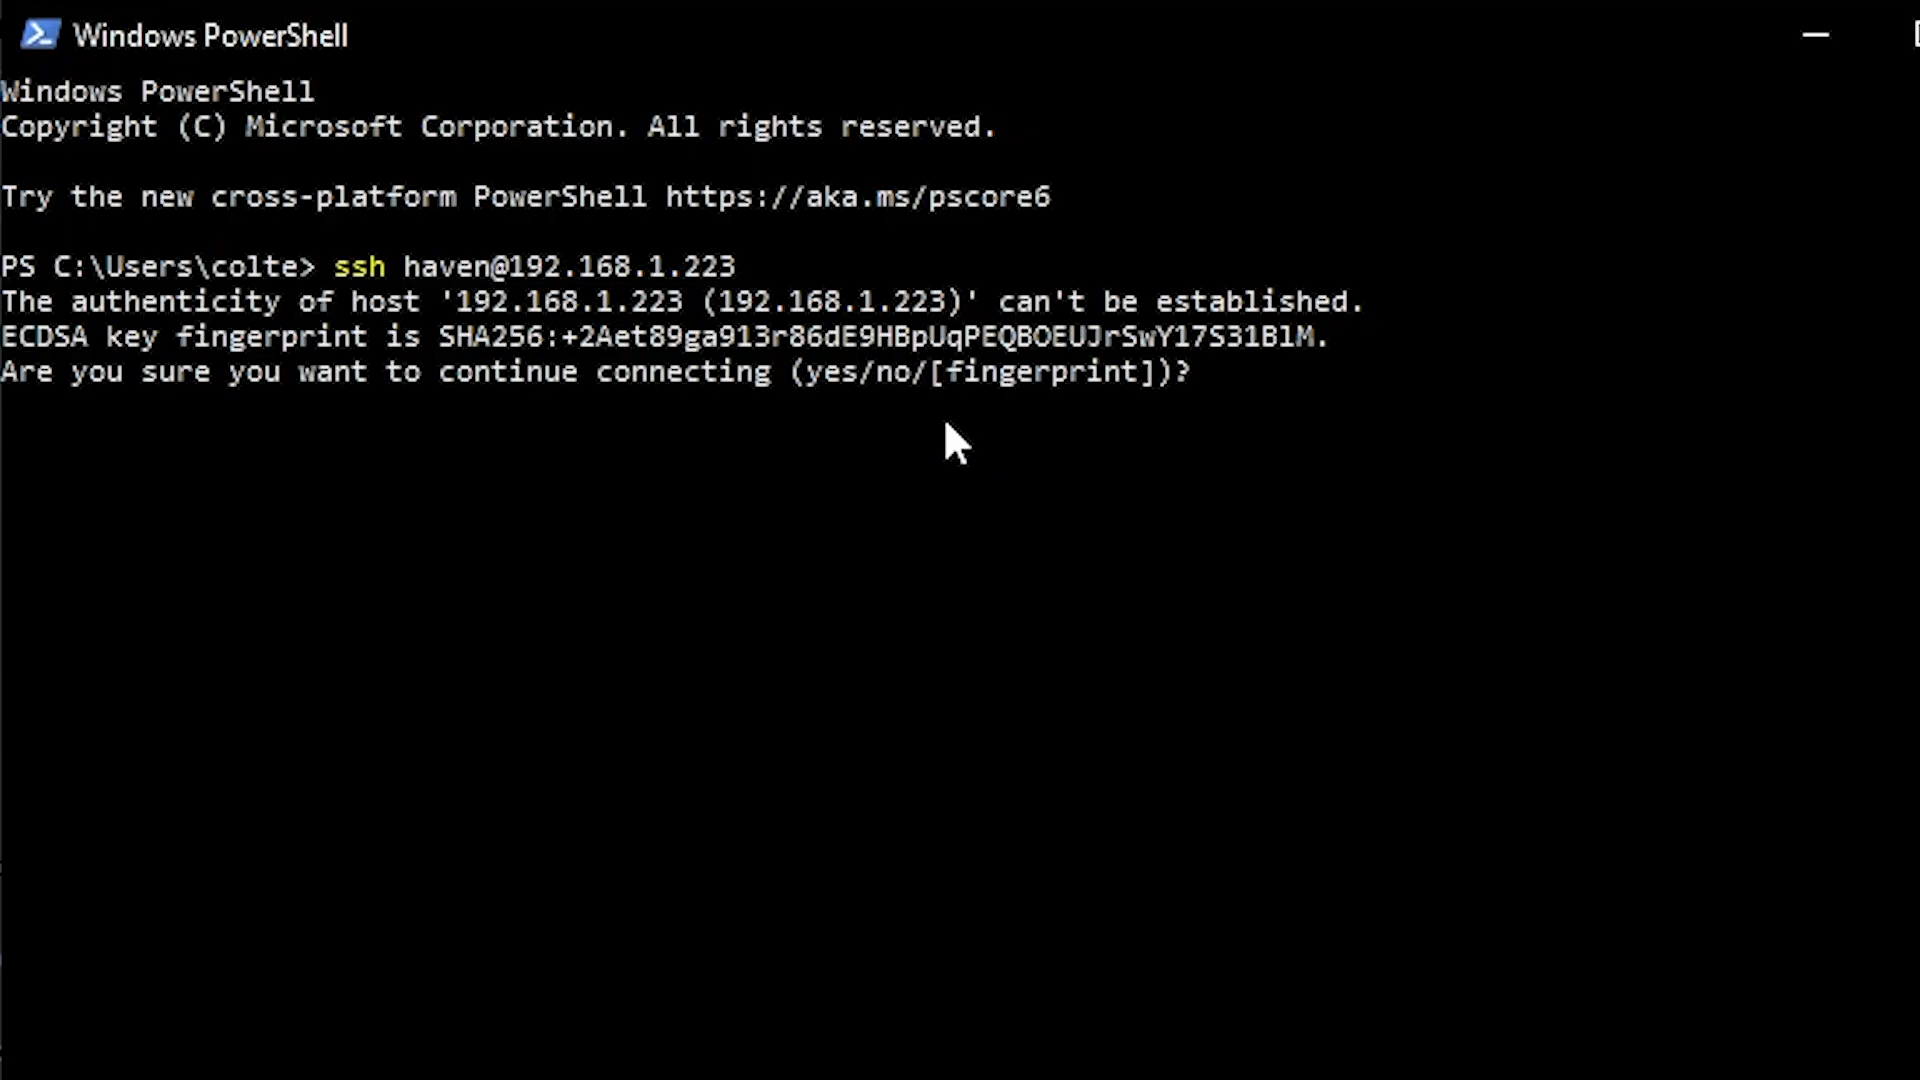 Windows PowerShell
Windows PowerShell
Copyright (C) Microsoft Corporation. All rights reserved.
Try the new cross-platform PowerShell https://aka.ms/pscore6
PS C:\Users\colte> ssh haven@192.168.1.223
The authenticity of host '192.168.1.223 (192.168.1.223)' can't be established.
ECDSA key fingerprint is SHA256:+2Aet89ga913r86dE9HBpUqPEQBOEUJrSwY17S31BlM.
Are you sure you want to continue connecting (yes/no/[fingerprint])?